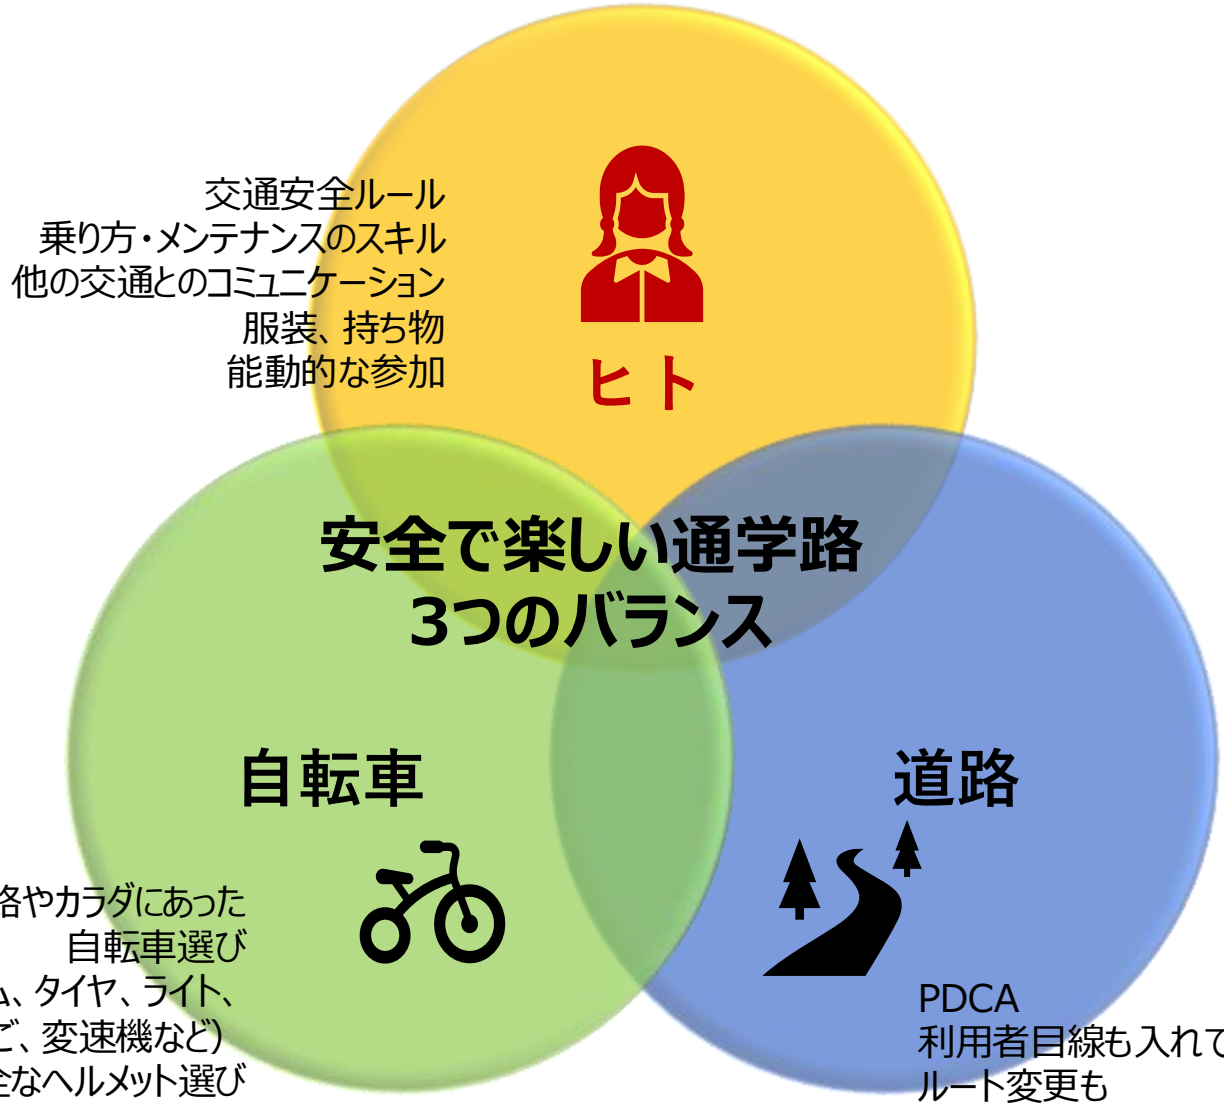 交通安全ルール
乗り方・メンテナンスのスキル
他の交通とのコミュニケーション
服装、持ち物
能動的な参加
ヒト
安全で楽しい通学路
3つのバランス
自転車
道路
路やカラダにあった
自転車選び
ム、タイヤ、ライト、
ご、変速機など）
全なヘルメット選び
PDCA
利用者目線も入れて
ルート変更も